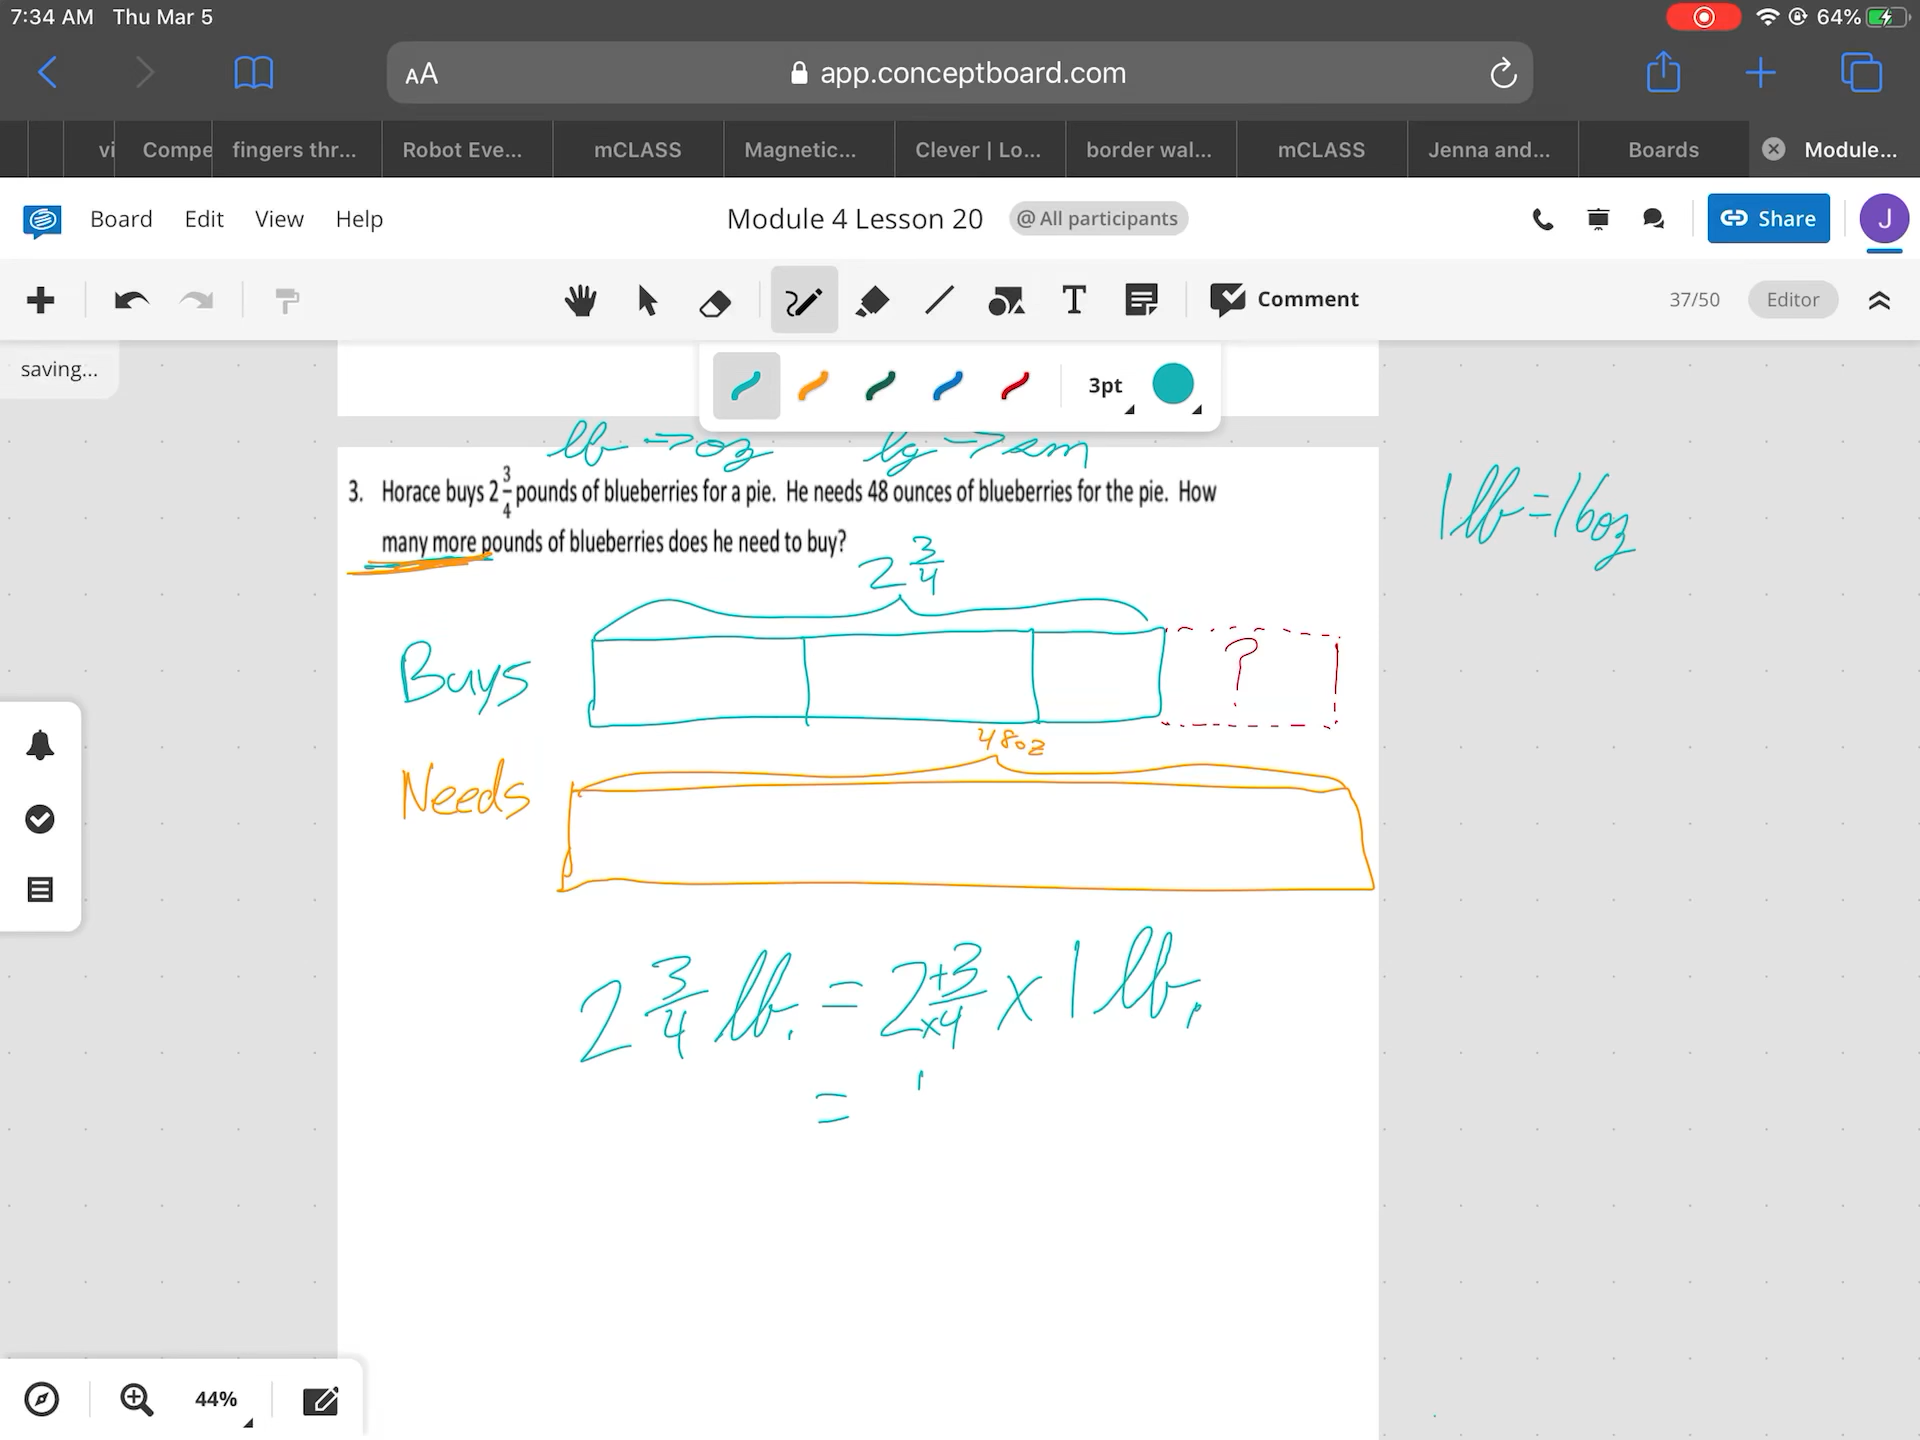 7:34 AM Thu Mar 5
64%
AA app.conceptboard.com
vi Compe fingers thr... Robot Eve... mCLASS Magnetic... Clever | Lo... border wal... mCLASS Jenna and... Boards Module...
Board Edit View Help Module 4 Lesson 20 @ All participants Share J
T Comment 37/50 Editor
saving...
3pt
lb → oz
3. Horace buys 2 3/4 pounds of blueberries for a pie. He needs 48 ounces of blueberries for the pie. How
many more pounds of blueberries does he need to buy?
1 lb = 16oz
2 3/4
Buys ?
48oz
Needs
2 3/4 lb. = 2 +3/×4 × 1 lb.
=
44%